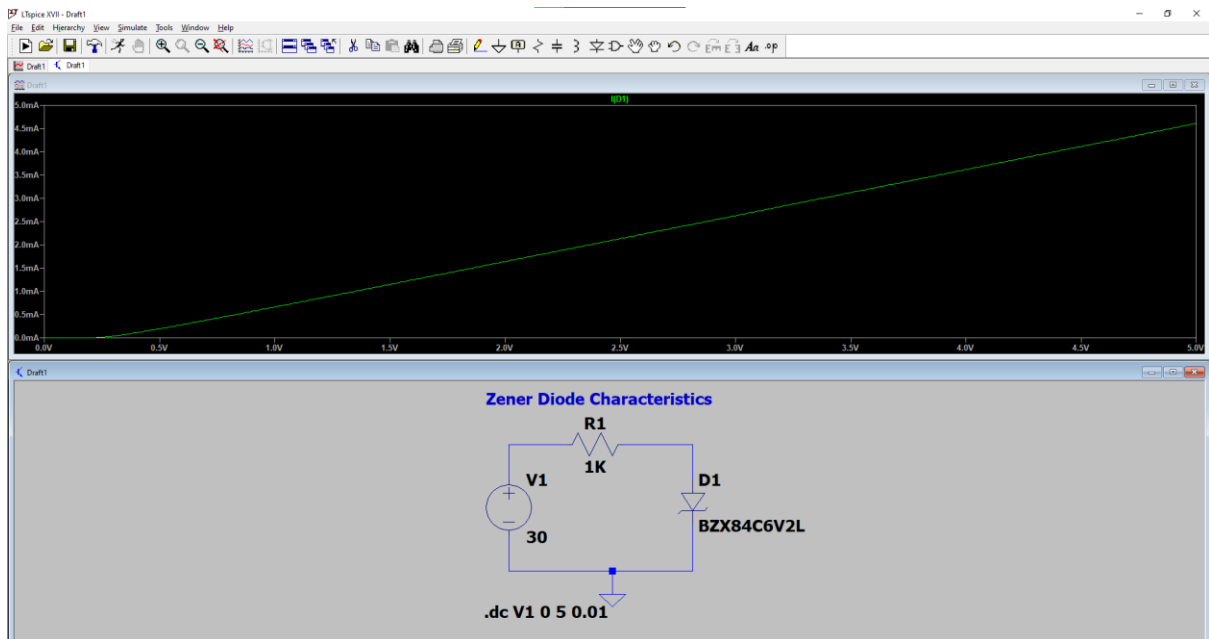 LTspice XVII - Draft1
File Edit Hierarchy View Simulate Tools Window Help
Draft1 Draft1
Draft1
I(D1)
5.0mA
4.5mA
4.0mA
3.5mA
3.0mA
2.5mA
2.0mA
1.5mA
1.0mA
0.5mA
0.0mA
0.0V 0.5V 1.0V 1.5V 2.0V 2.5V 3.0V 3.5V 4.0V 4.5V 5.0V
Draft1
Zener Diode Characteristics
R1
1K
V1
D1
BZX84C6V2L
30
.dc V1 0 5 0.01